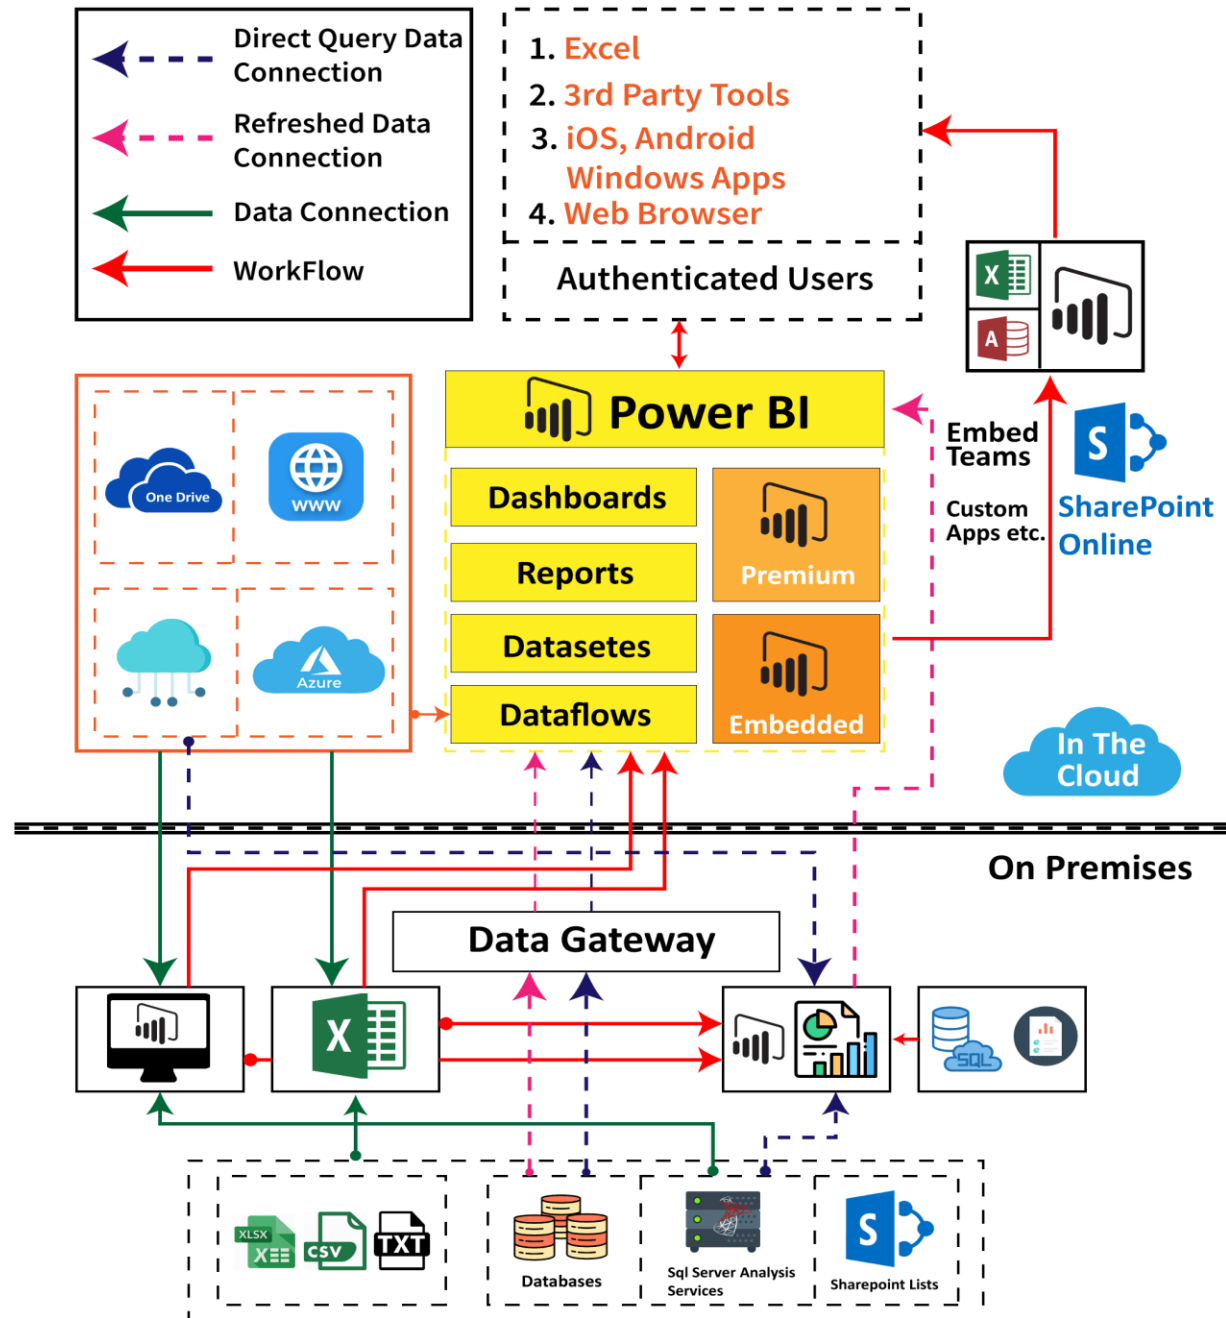 Direct Query Data
Connection
Refreshed Data
Connection
Data Connection
WorkFlow
1. Excel
2. 3rd Party Tools
3. iOS, Android
Windows Apps
4. Web Browser
Authenticated Users
X
A
One Drive
www
Azure
Power BI
Dashboards
Reports
Datasetes
Dataflows
Premium
Embedded
Embed
Teams
Custom
Apps etc.
S
SharePoint
Online
In The
Cloud
On Premises
Data Gateway
X
SQL
XLSX
X
CSV
TXT
Databases
Sql Server Analysis
Services
S
Sharepoint Lists